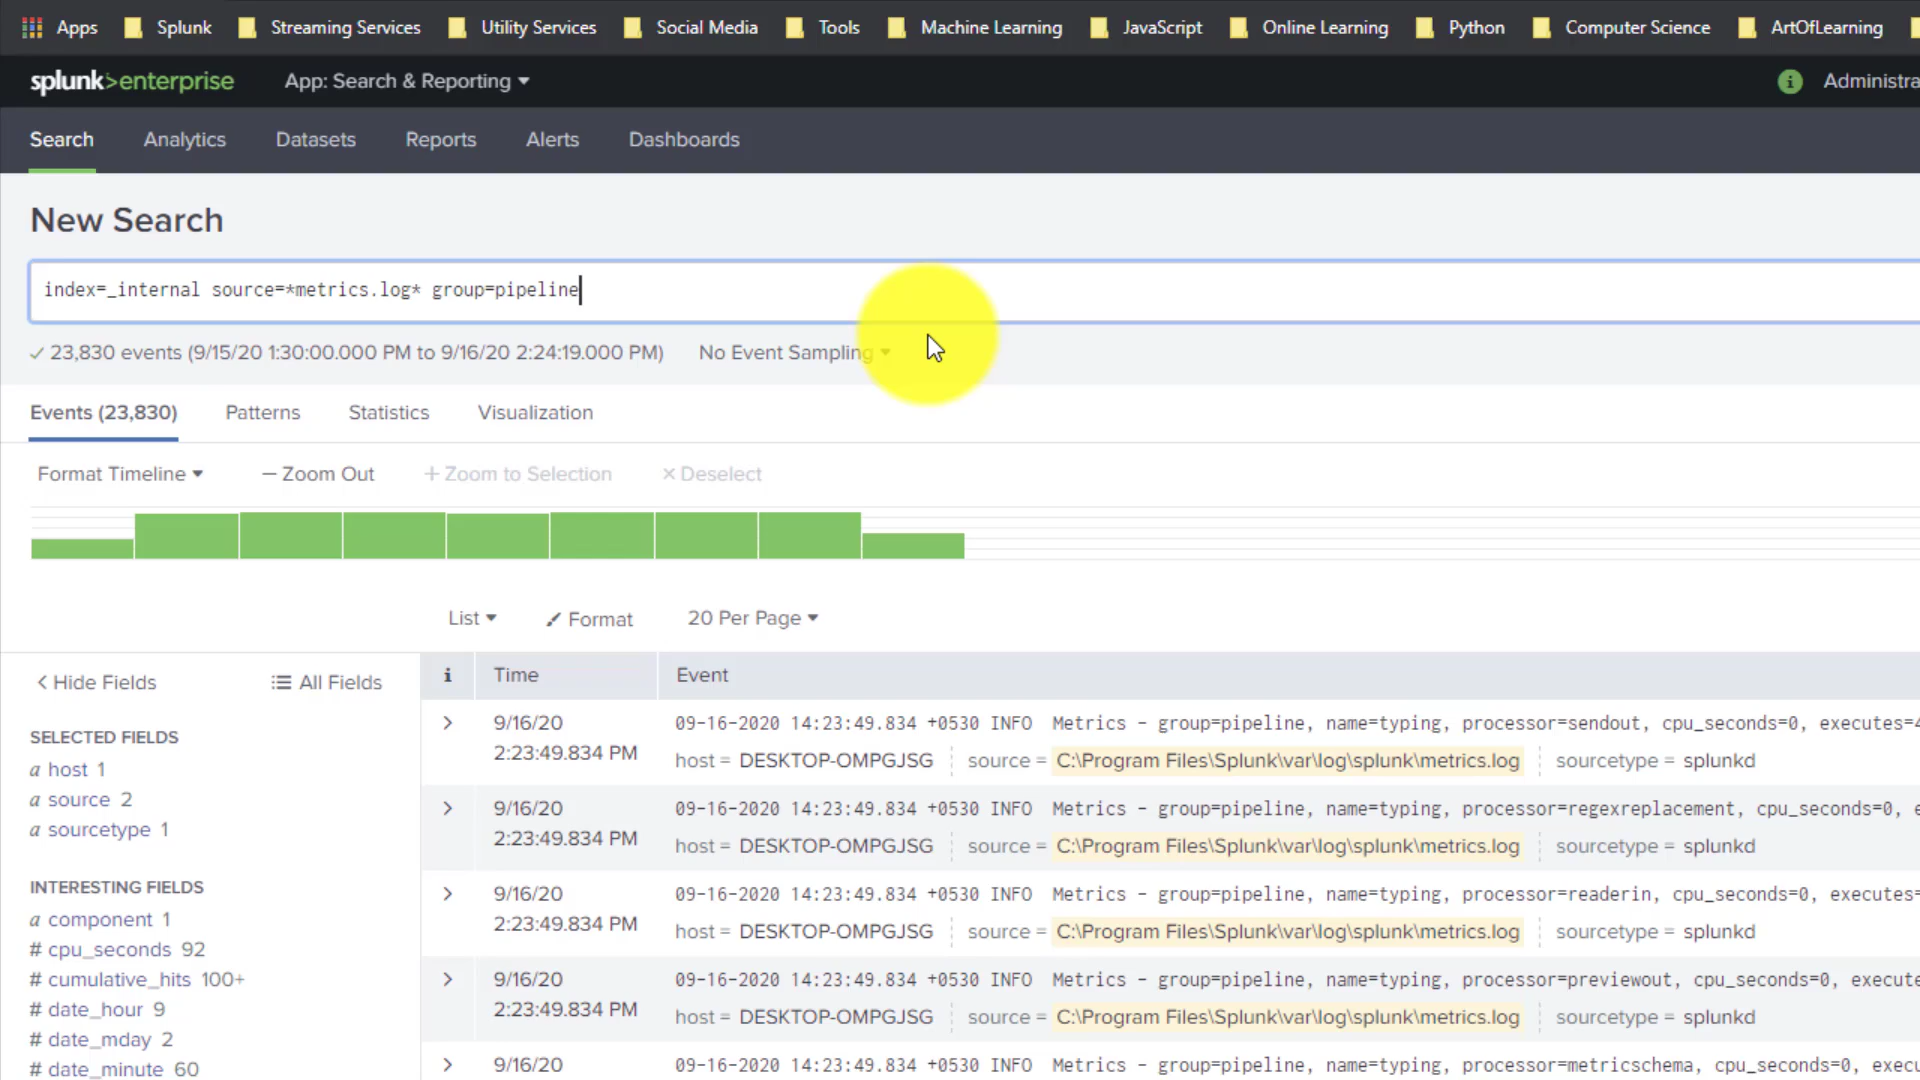 Apps Splunk Streaming Services Utility Services Social Media Tools Machine Learning JavaScript Online Learning Python Computer Science ArtOfLearning
splunk>enterprise App: Search & Reporting i Administra
Search Analytics Datasets Reports Alerts Dashboards
New Search
index=_internal source=*metrics.log* group=pipeline
✓ 23,830 events (9/15/20 1:30:00.000 PM to 9/16/20 2:24:19.000 PM) No Event Sampling
Events (23,830) Patterns Statistics Visualization
Format Timeline — Zoom Out + Zoom to Selection × Deselect
List Format 20 Per Page
< Hide Fields All Fields
SELECTED FIELDS
a host 1
a source 2
a sourcetype 1
INTERESTING FIELDS
a component 1
# cpu_seconds 92
# cumulative_hits 100+
# date_hour 9
# date_mday 2
# date_minute 60
i Time Event
> 9/16/20 09-16-2020 14:23:49.834 +0530 INFO Metrics - group=pipeline, name=typing, processor=sendout, cpu_seconds=0, executes=4
2:23:49.834 PM host = DESKTOP-OMPGJSG source = C:\Program Files\Splunk\var\log\splunk\metrics.log sourcetype = splunkd
> 9/16/20 09-16-2020 14:23:49.834 +0530 INFO Metrics - group=pipeline, name=typing, processor=regexreplacement, cpu_seconds=0, e
2:23:49.834 PM host = DESKTOP-OMPGJSG source = C:\Program Files\Splunk\var\log\splunk\metrics.log sourcetype = splunkd
> 9/16/20 09-16-2020 14:23:49.834 +0530 INFO Metrics - group=pipeline, name=typing, processor=readerin, cpu_seconds=0, executes=
2:23:49.834 PM host = DESKTOP-OMPGJSG source = C:\Program Files\Splunk\var\log\splunk\metrics.log sourcetype = splunkd
> 9/16/20 09-16-2020 14:23:49.834 +0530 INFO Metrics - group=pipeline, name=typing, processor=previewout, cpu_seconds=0, execute
2:23:49.834 PM host = DESKTOP-OMPGJSG source = C:\Program Files\Splunk\var\log\splunk\metrics.log sourcetype = splunkd
> 9/16/20 09-16-2020 14:23:49.834 +0530 INFO Metrics - group=pipeline, name=typing, processor=metricschema, cpu_seconds=0, execu